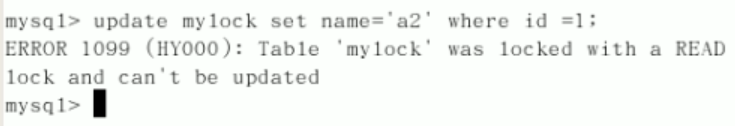 mysql> update mylock set name='a2' where id =1;
ERROR 1099 (HY000): Table 'mylock' was locked with a READ
lock and can't be updated
mysql>